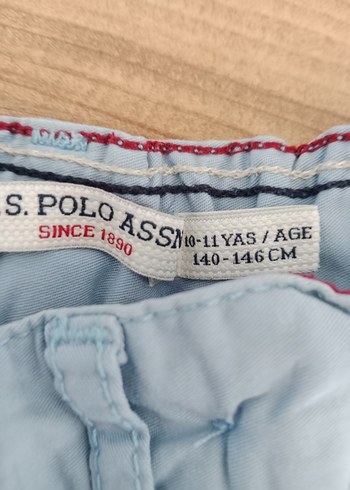 .S. POLO ASSN
SINCE 1890
10-11 YAS / AGE
140-146 CM